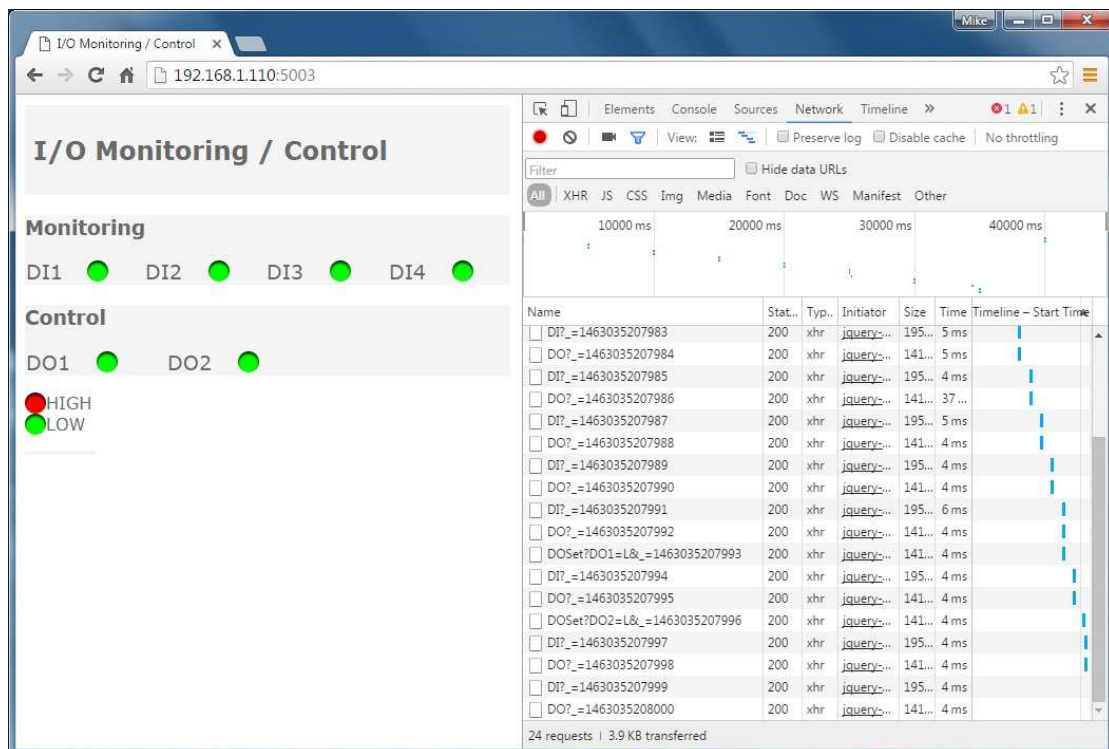 Mike
I/O Monitoring / Control
192.168.1.110:5003
I/O Monitoring / Control
Monitoring
DI1 DI2 DI3 DI4
Control
DO1 DO2
HIGH
LOW
Elements Console Sources Network Timeline » 1 1
View: Preserve log Disable cache No throttling
Filter Hide data URLs
All XHR JS CSS Img Media Font Doc WS Manifest Other
10000 ms 20000 ms 30000 ms 40000 ms
Name Stat... Typ... Initiator Size Time Timeline – Start Time
DI?_=1463035207983 200 xhr jquery-... 195... 5 ms
DO?_=1463035207984 200 xhr jquery-... 141... 5 ms
DI?_=1463035207985 200 xhr jquery-... 195... 4 ms
DO?_=1463035207986 200 xhr jquery-... 141... 37 ...
DI?_=1463035207987 200 xhr jquery-... 195... 5 ms
DO?_=1463035207988 200 xhr jquery-... 141... 4 ms
DI?_=1463035207989 200 xhr jquery-... 195... 4 ms
DO?_=1463035207990 200 xhr jquery-... 141... 4 ms
DI?_=1463035207991 200 xhr jquery-... 195... 6 ms
DO?_=1463035207992 200 xhr jquery-... 141... 4 ms
DOSet?DO1=L&_=1463035207993 200 xhr jquery-... 141... 4 ms
DI?_=1463035207994 200 xhr jquery-... 195... 4 ms
DO?_=1463035207995 200 xhr jquery-... 141... 4 ms
DOSet?DO2=L&_=1463035207996 200 xhr jquery-... 141... 4 ms
DI?_=1463035207997 200 xhr jquery-... 195... 4 ms
DO?_=1463035207998 200 xhr jquery-... 141... 4 ms
DI?_=1463035207999 200 xhr jquery-... 195... 4 ms
DO?_=1463035208000 200 xhr jquery-... 141... 4 ms
24 requests | 3.9 KB transferred